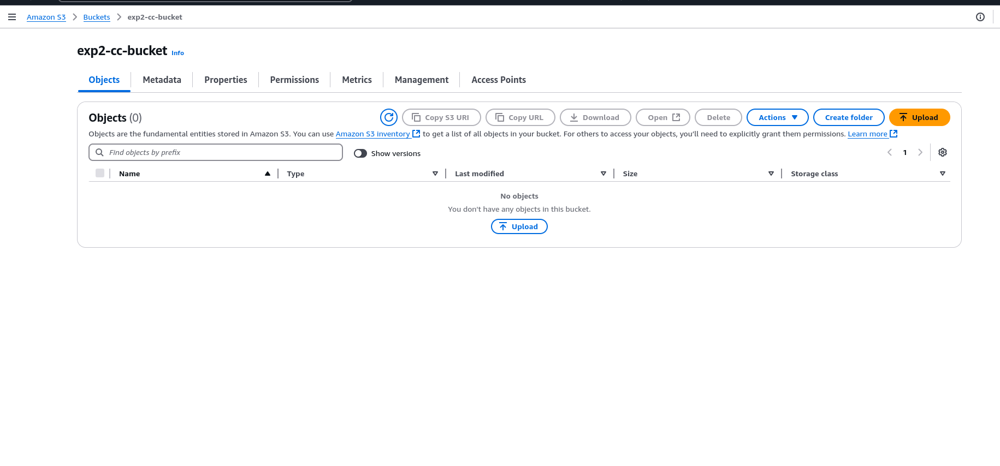 Amazon S3 Buckets exp2-cc-bucket
exp2-cc-bucket Info
Objects Metadata Properties Permissions Metrics Management Access Points
Objects (0) Copy S3 URI Copy URL Download Open Delete Actions Create folder Upload
Objects are the fundamental entities stored in Amazon S3. You can use Amazon S3 inventory to get a list of all objects in your bucket. For others to access your objects, you’ll need to explicitly grant them permissions. Learn more
Find objects by prefix Show versions 1
Name Type Last modified Size Storage class
No objects
You don't have any objects in this bucket.
Upload